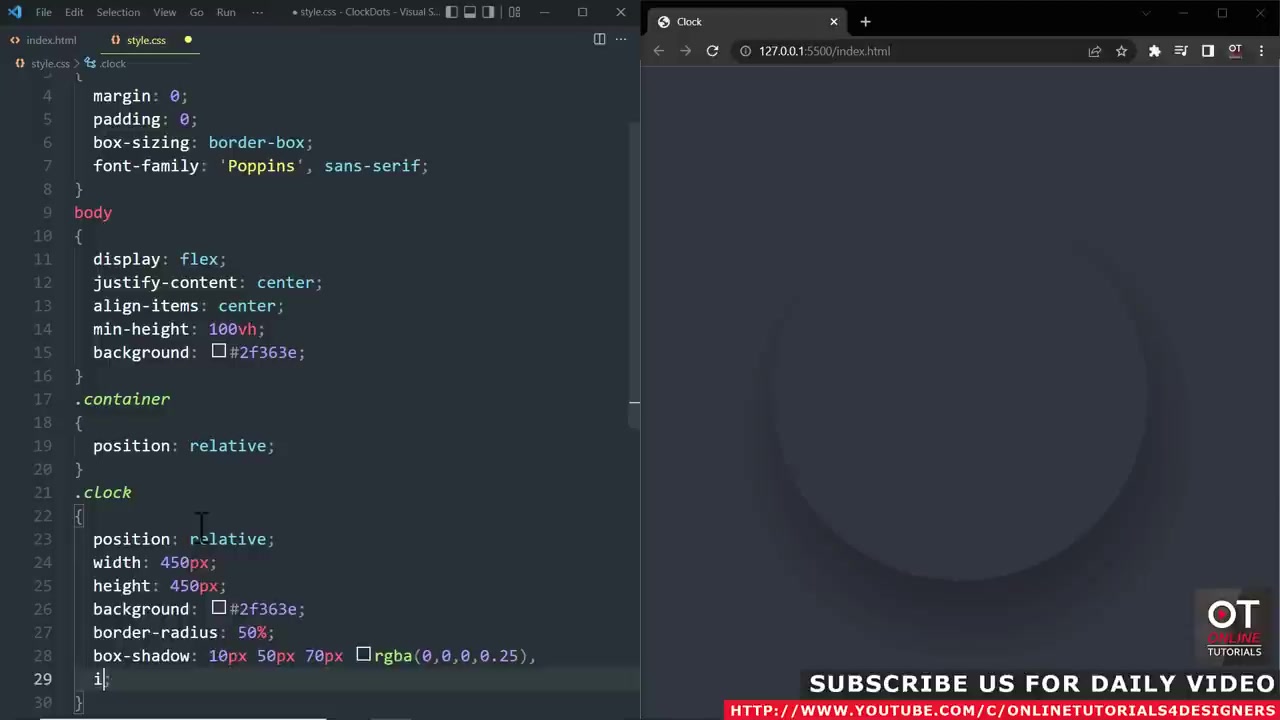 File Edit Selection View Go Run ··· ● style.css - ClockDots - Visual S...
index.html style.css
style.css > .clock
3 {
4 margin: 0;
5 padding: 0;
6 box-sizing: border-box;
7 font-family: 'Poppins', sans-serif;
8 }
9 body
10 {
11 display: flex;
12 justify-content: center;
13 align-items: center;
14 min-height: 100vh;
15 background: #2f363e;
16 }
17 .container
18 {
19 position: relative;
20 }
21 .clock
22 {
23 position: relative;
24 width: 450px;
25 height: 450px;
26 background: #2f363e;
27 border-radius: 50%;
28 box-shadow: 10px 50px 70px rgba(0,0,0,0.25),
29 i;
30 }
Clock
127.0.0.1:5500/index.html
OT
OT
ONLINE
TUTORIALS
SUBSCRIBE US FOR DAILY VIDEO
HTTP://WWW.YOUTUBE.COM/C/ONLINETUTORIALS4DESIGNERS